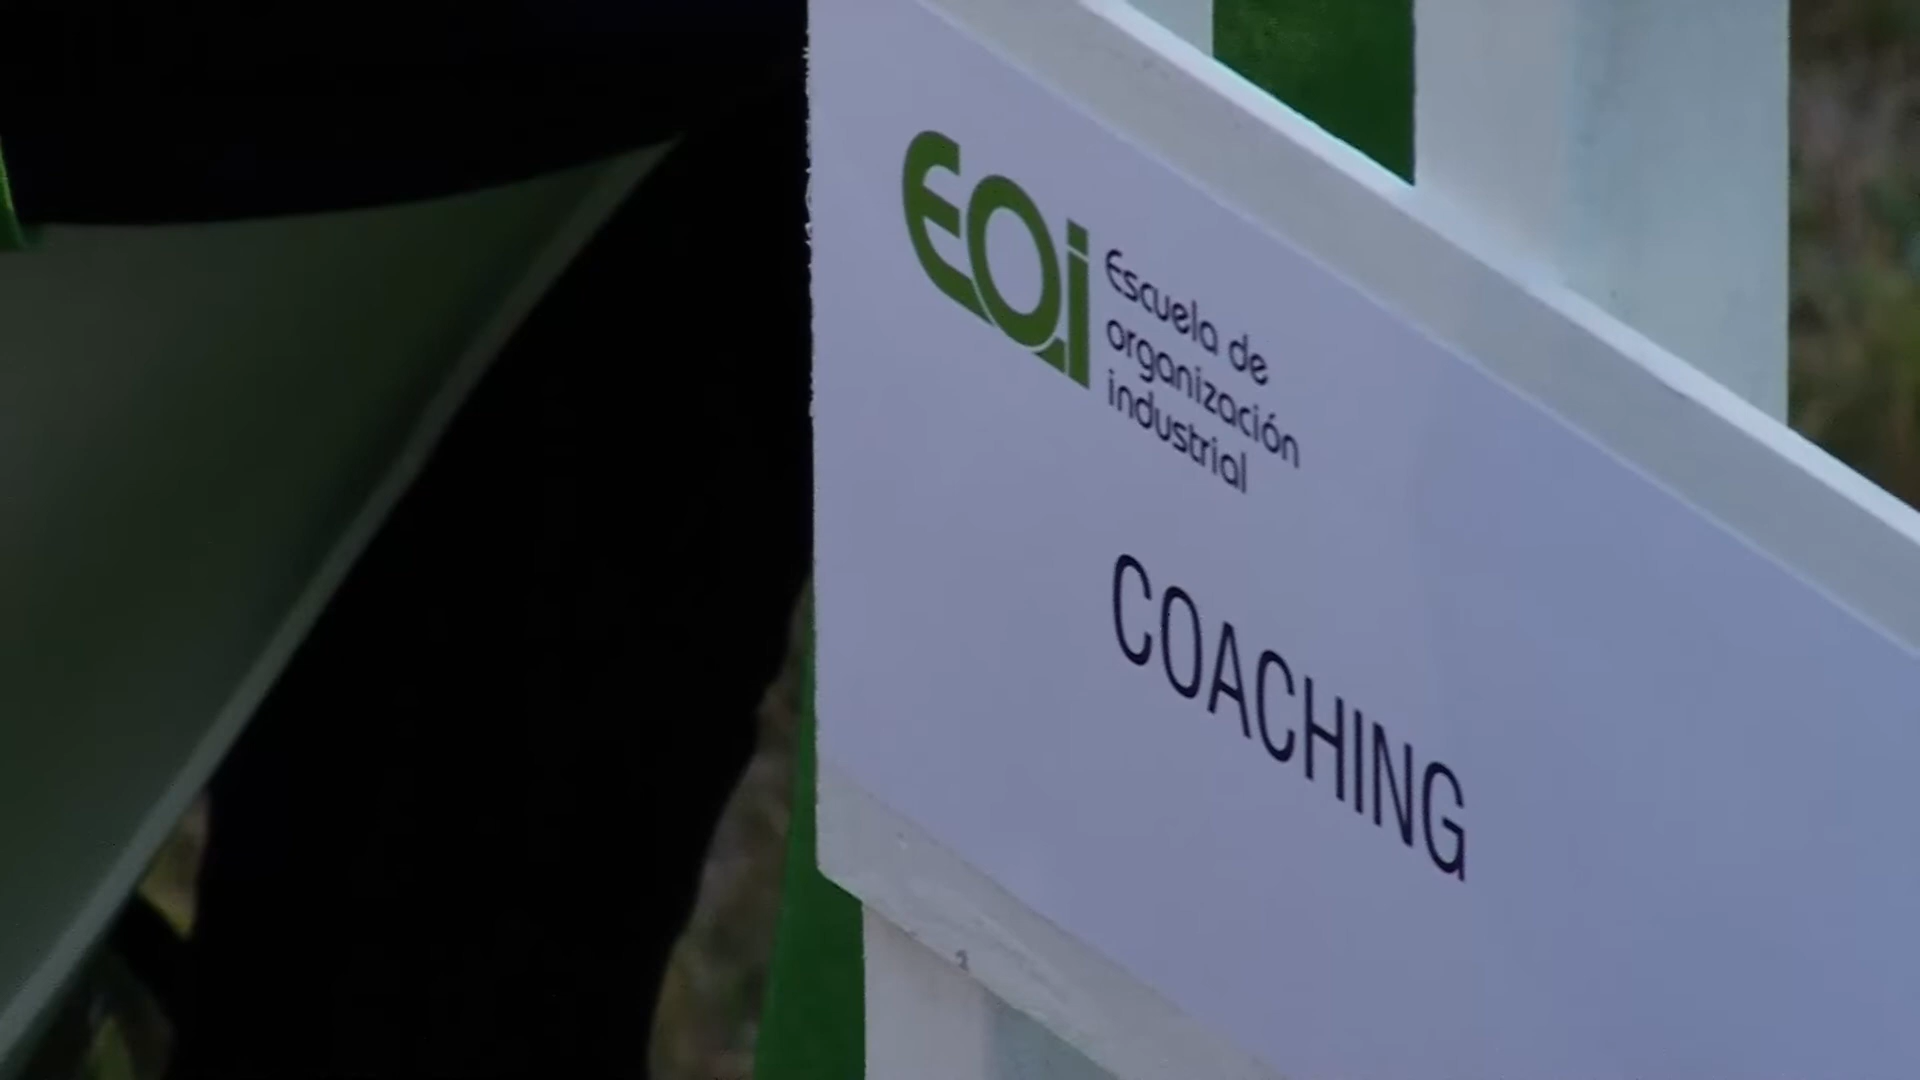 EOi
Escuela de
organización
industrial
COACHING